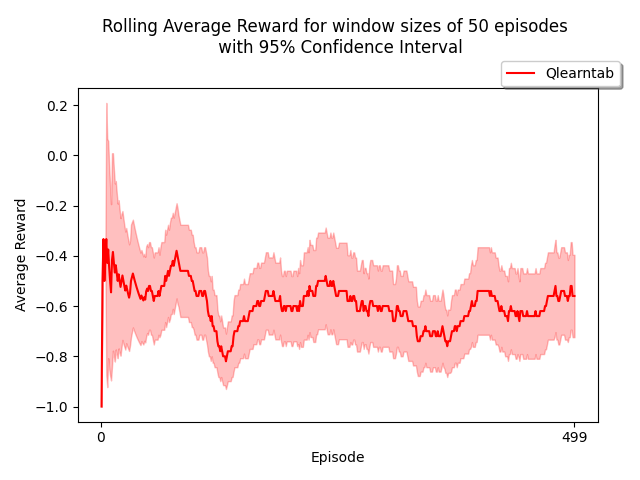 Rolling Average Reward for window sizes of 50 episodes
with 95% Confidence Interval
Qlearntab
0.2
0.0
−0.2
−0.4
−0.6
−0.8
−1.0
Average Reward
0
499
Episode